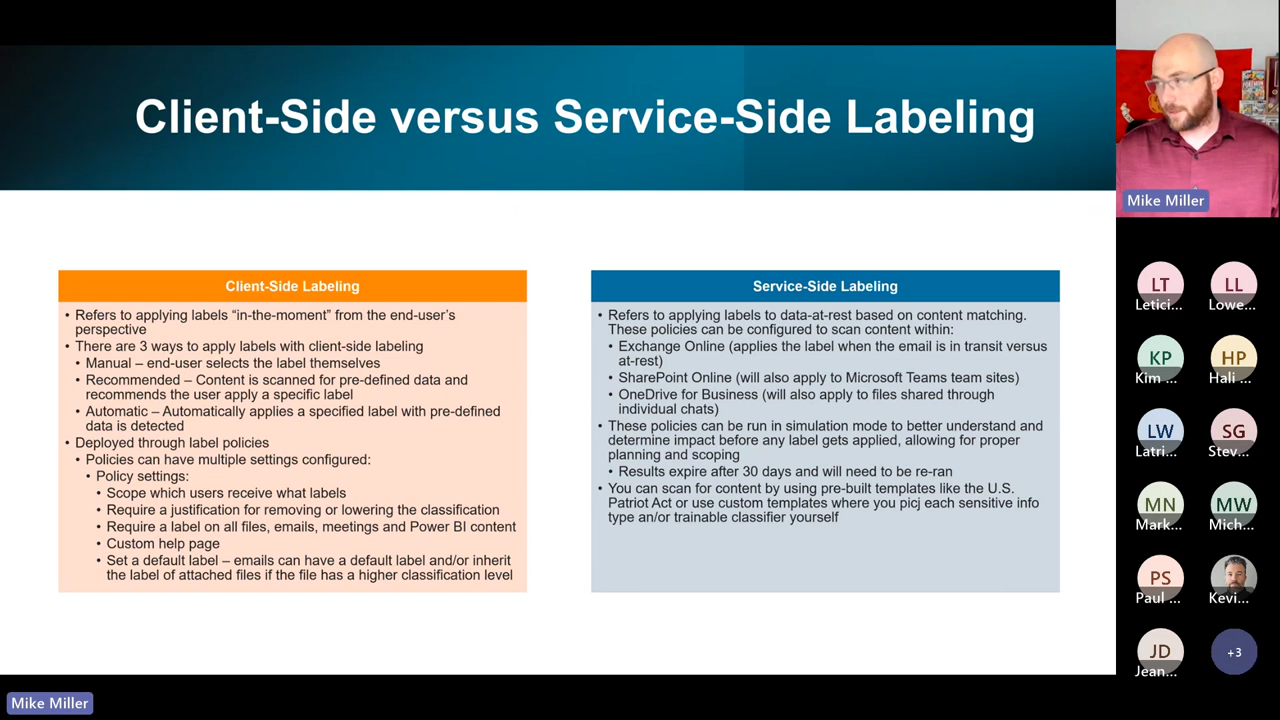 Client-Side versus Service-Side Labeling
Client-Side Labeling
• Refers to applying labels “in-the-moment” from the end-user’s
perspective
• There are 3 ways to apply labels with client-side labeling
• Manual – end-user selects the label themselves
• Recommended – Content is scanned for pre-defined data and
recommends the user apply a specific label
• Automatic – Automatically applies a specified label with pre-defined
data is detected
• Deployed through label policies
• Policies can have multiple settings configured:
• Policy settings:
• Scope which users receive what labels
• Require a justification for removing or lowering the classification
• Require a label on all files, emails, meetings and Power BI content
• Custom help page
• Set a default label – emails can have a default label and/or inherit
the label of attached files if the file has a higher classification level
Service-Side Labeling
• Refers to applying labels to data-at-rest based on content matching.
These policies can be configured to scan content within:
• Exchange Online (applies the label when the email is in transit versus
at-rest)
• SharePoint Online (will also apply to Microsoft Teams team sites)
• OneDrive for Business (will also apply to files shared through
individual chats)
• These policies can be run in simulation mode to better understand and
determine impact before any label gets applied, allowing for proper
planning and scoping
• Results expire after 30 days and will need to be re-ran
• You can scan for content by using pre-built templates like the U.S.
Patriot Act or use custom templates where you picj each sensitive info
type an/or trainable classifier yourself
Mike Miller
LT
LL
Letici...
Lowe...
KP
HP
Kim ...
Hali ...
LW
SG
Latri...
Stev...
MN
MW
Mark...
Mich...
PS
Paul ...
Kevi...
JD
+3
Jean...
Mike Miller